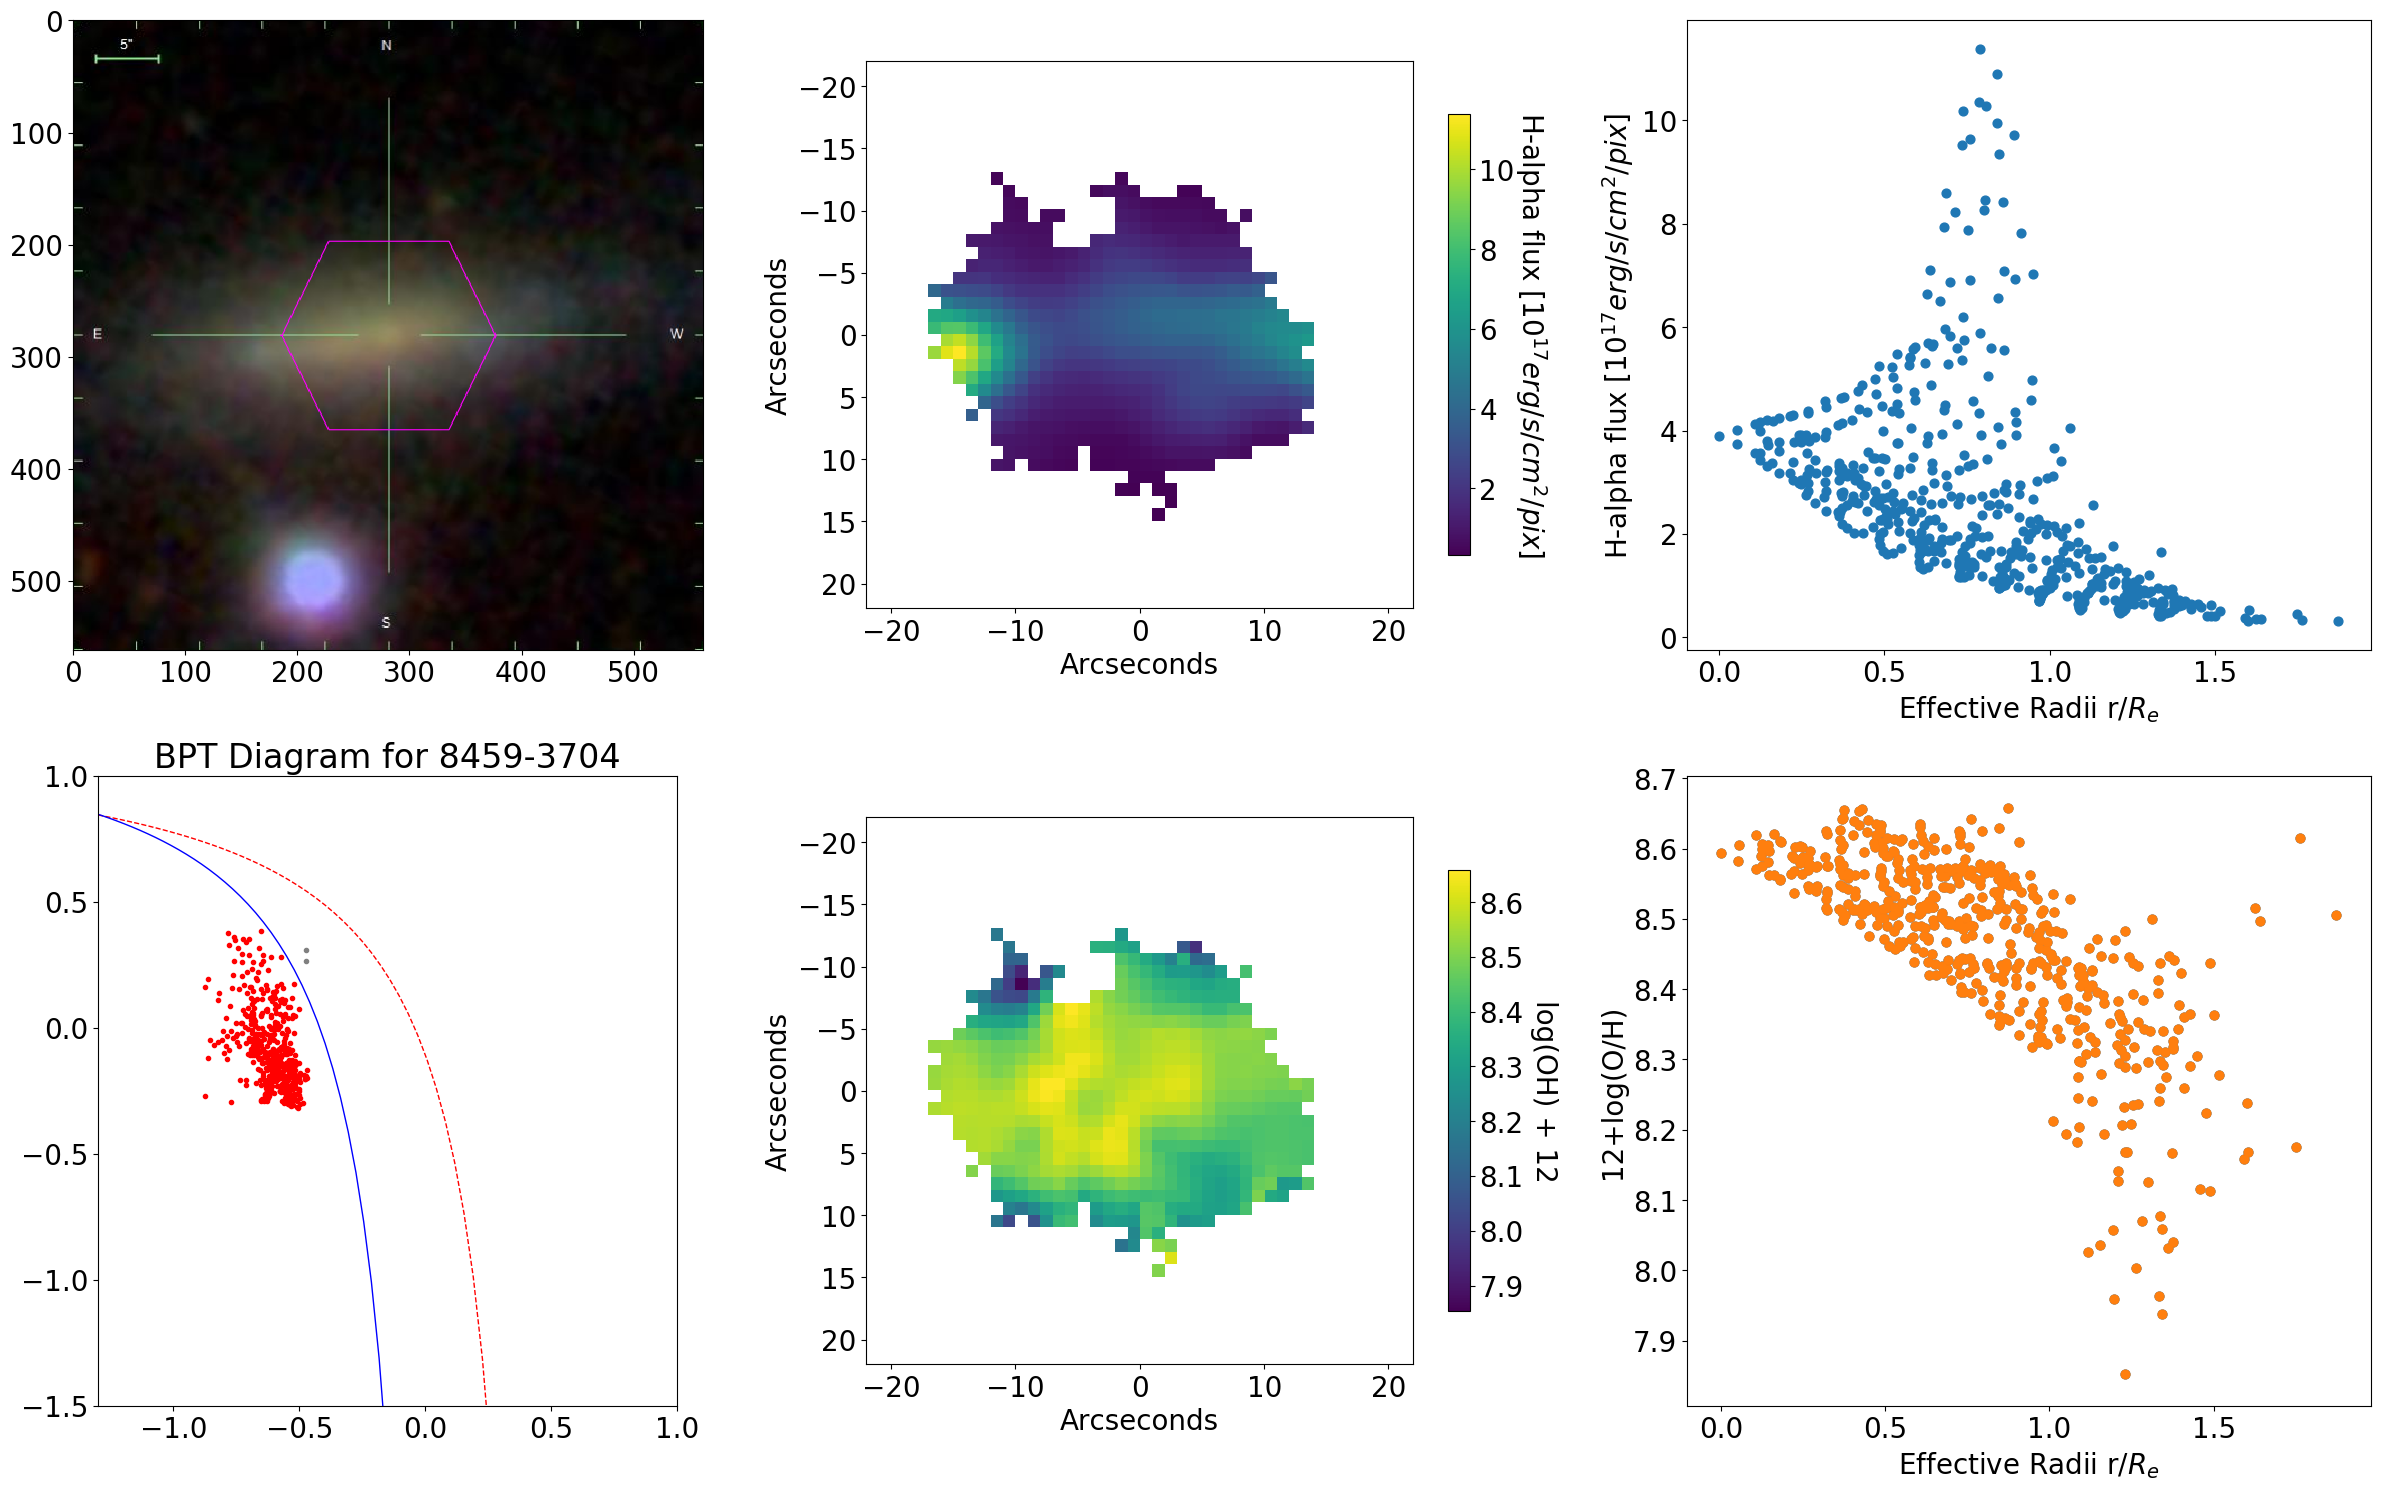 0
100
200
300
400
500
0 100 200 300 400 500
5"
N
E
W
S
−20
−15
−10
−5
0
5
10
15
20
−20 −10 0 10 20
Arcseconds
Arcseconds
10
8
6
4
2
H-alpha flux [10^17 erg/s/cm^2/pix]
H-alpha flux [10^17 erg/s/cm^2/pix]
10
8
6
4
2
0
0.0 0.5 1.0 1.5
Effective Radii r/R_e
BPT Diagram for 8459-3704
1.0
0.5
0.0
−0.5
−1.0
−1.5
−1.0 −0.5 0.0 0.5 1.0
−20
−15
−10
−5
0
5
10
15
20
−20 −10 0 10 20
Arcseconds
Arcseconds
8.6
8.5
8.4
8.3
8.2
8.1
8.0
7.9
log(OH) + 12
12+log(O/H)
8.7
8.6
8.5
8.4
8.3
8.2
8.1
8.0
7.9
0.0 0.5 1.0 1.5
Effective Radii r/R_e